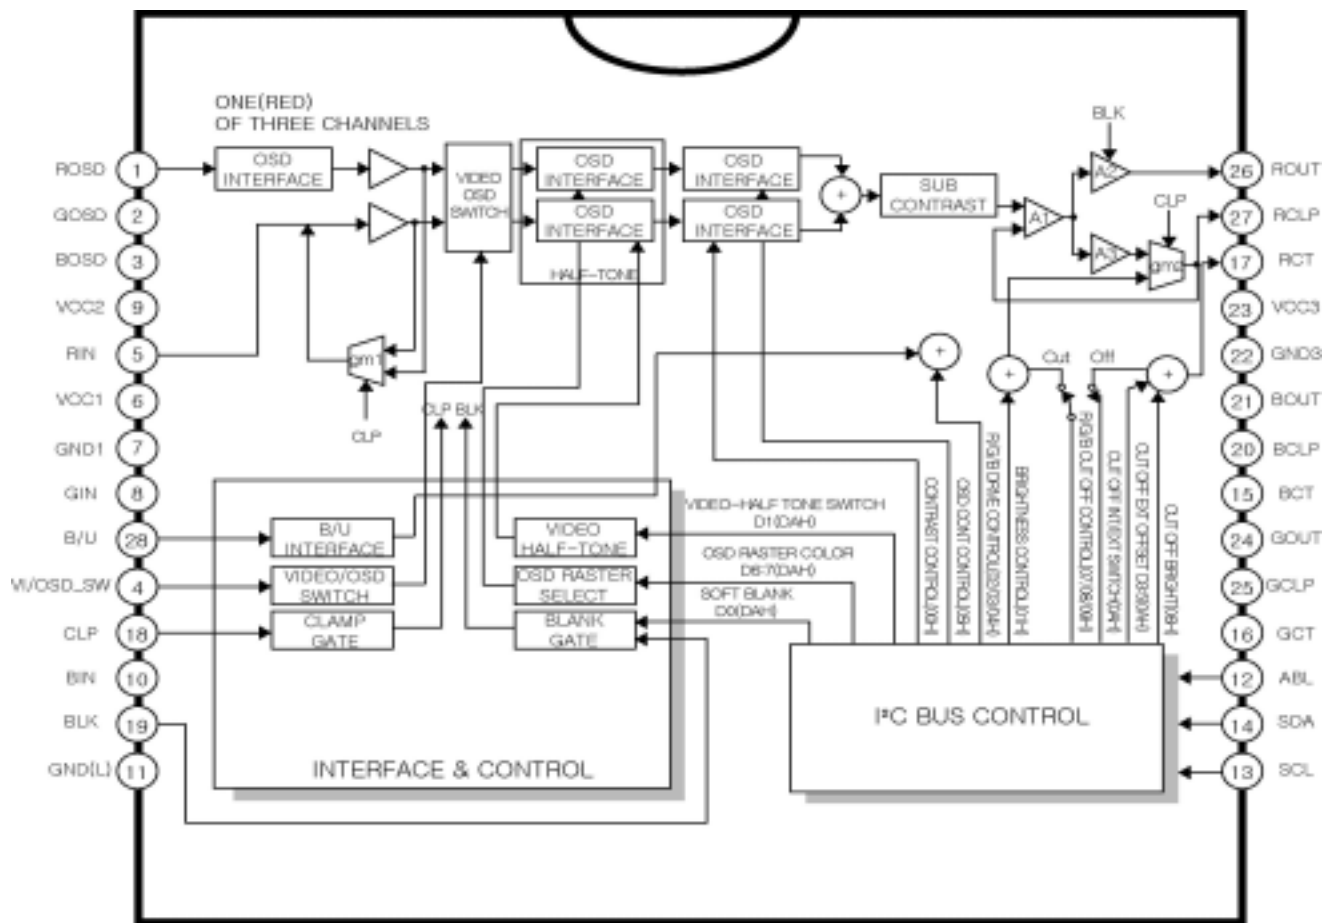 ONE(RED)
OF THREE CHANNELS
ROSD
1
GOSD
2
BOSD
3
VCC2
9
RIN
5
VCC1
6
GND1
7
GIN
8
B/U
28
VI/OSD_SW
4
CLP
18
BIN
10
BLK
19
GND(L)
11
OSD
INTERFACE
VIDEO
OSD
SWITCH
OSD
INTERFACE
OSD
INTERFACE
HALF-TONE
OSD
INTERFACE
OSD
INTERFACE
+
SUB
CONTRAST
A1
BLK
A2
A3
CLP
gm1
CLP
CLP BLK
+
+
Cut
Off
+
B/U
INTERFACE
VIDEO/OSD
SWITCH
CLAMP
GATE
VIDEO
HALF-TONE
OSD RASTER
SELECT
BLANK
GATE
INTERFACE & CONTROL
VIDEO-HALF TONE SWITCH
D1(DAH)
OSD RASTER COLOR
D6-7(DAH)
SOFT BLANK
D0(DAH)
I²C BUS CONTROL
26
ROUT
27
RCLP
17
RCT
23
VCC3
22
GND3
21
BOUT
20
BCLP
15
BCT
24
GOUT
25
GCLP
16
GCT
12
ABL
14
SDA
13
SCL